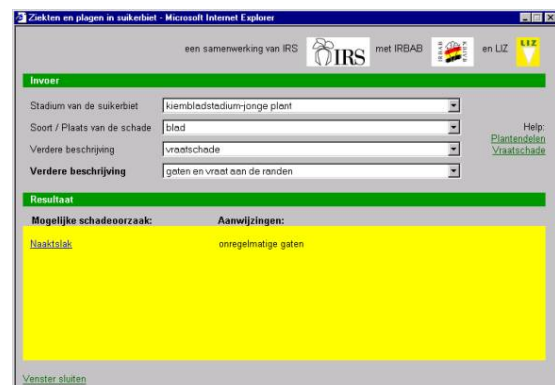 Ziekten en plagen in suikerbiet - Microsoft Internet Explorer
een samenwerking van IRS IRS met IRBAB IRBAB KBIVB en LIZ LIZ
Invoer
Stadium van de suikerbiet kiembladstadium-jonge plant
Soort / Plaats van de schade blad
Help:
Plantendelen
Verdere beschrijving vraatschade
Vraatschade
Verdere beschrijving gaten en vraat aan de randen
Resultaat
Mogelijke schadeoorzaak: Aanwijzingen:
Naaktslak onregelmatige gaten
Venster sluiten